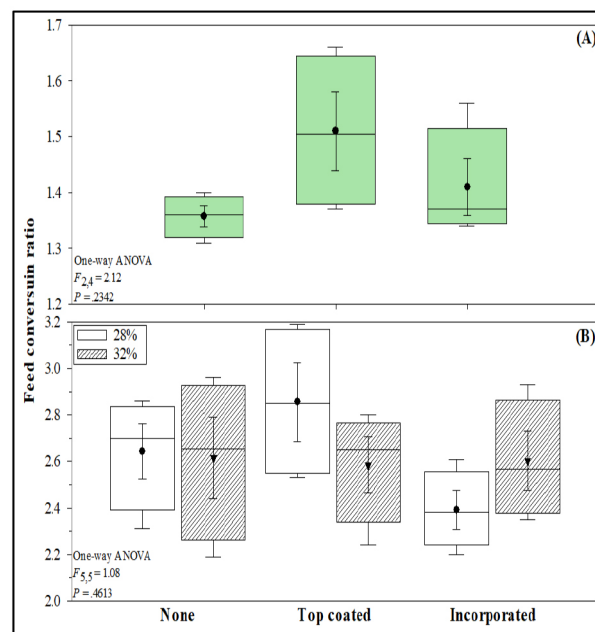 (A)
1.7
1.6
1.5
1.4
1.3
1.2
One-way ANOVA
F2,4 = 2.12
P = .2342
Feed conversuin ratio
(B)
28%
32%
3.2
3.0
2.8
2.6
2.4
2.2
2.0
One-way ANOVA
F5,5 = 1.08
P = .4613
None Top coated Incorporated